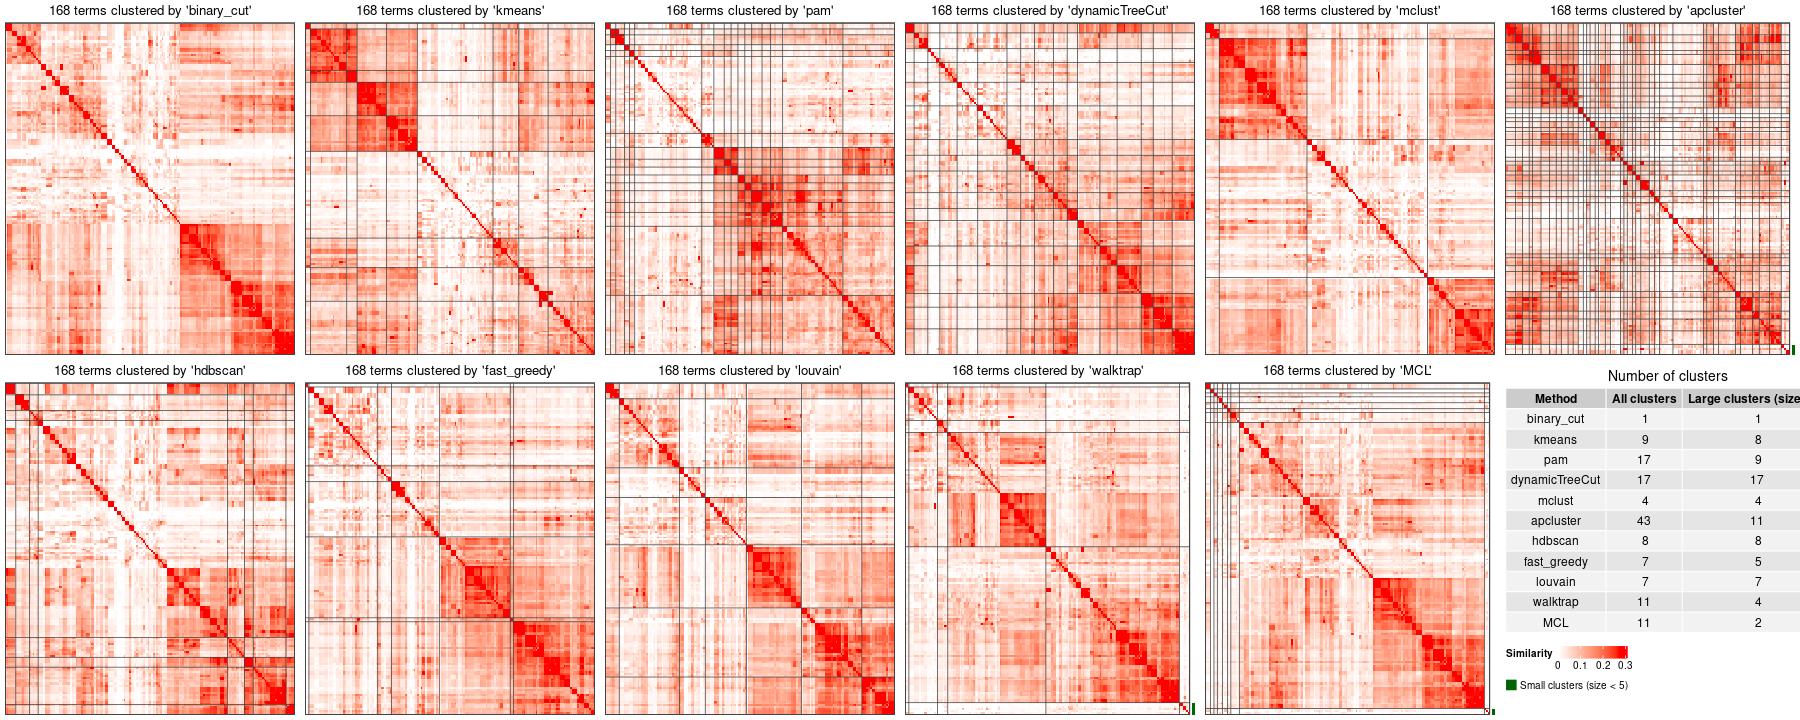 168 terms clustered by 'binary_cut'
168 terms clustered by 'kmeans'
168 terms clustered by 'pam'
168 terms clustered by 'dynamicTreeCut'
168 terms clustered by 'mclust'
168 terms clustered by 'apcluster'
168 terms clustered by 'hdbscan'
168 terms clustered by 'fast_greedy'
168 terms clustered by 'louvain'
168 terms clustered by 'walktrap'
168 terms clustered by 'MCL'
Number of clusters
Method All clusters Large clusters (size
binary_cut 1 1
kmeans 9 8
pam 17 9
dynamicTreeCut 17 17
mclust 4 4
apcluster 43 11
hdbscan 8 8
fast_greedy 7 5
louvain 7 7
walktrap 11 4
MCL 11 2
Similarity
0 0.1 0.2 0.3
Small clusters (size < 5)